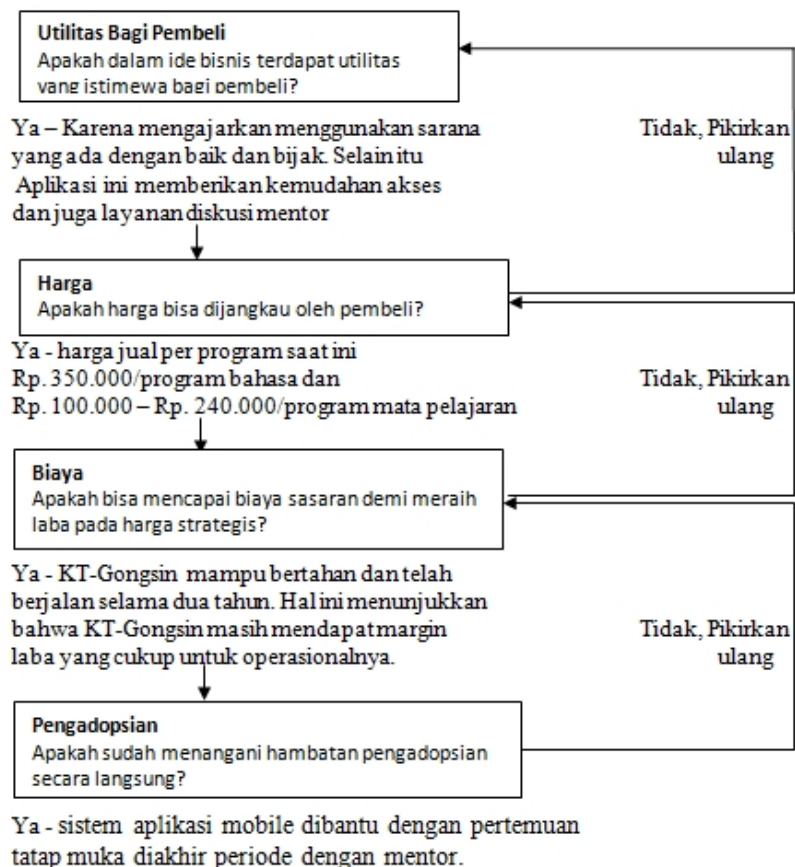 Utilitas Bagi Pembeli
Apakah dalam ide bisnis terdapat utilitas
yang istimewa bagi pembeli?
Ya – Karena mengajarkan menggunakan sarana
yang ada dengan baik dan bijak. Selain itu
Aplikasi ini memberikan kemudahan akses
dan juga layanan diskusi mentor
Tidak, Pikirkan
ulang
Harga
Apakah harga bisa dijangkau oleh pembeli?
Ya - harga jual per program saat ini
Rp. 350.000/program bahasa dan
Rp. 100.000 – Rp. 240.000/program mata pelajaran
Tidak, Pikirkan
ulang
Biaya
Apakah bisa mencapai biaya sasaran demi meraih
laba pada harga strategis?
Ya - KT-Gongsin mampu bertahan dan telah
berjalan selama dua tahun. Hal ini menunjukkan
bahwa KT-Gongsin masih mendapat margin
laba yang cukup untuk operasionalnya.
Tidak, Pikirkan
ulang
Pengadopsian
Apakah sudah menangani hambatan pengadopsian
secara langsung?
Ya - sistem aplikasi mobile dibantu dengan pertemuan
tatap muka diakhir periode dengan mentor.